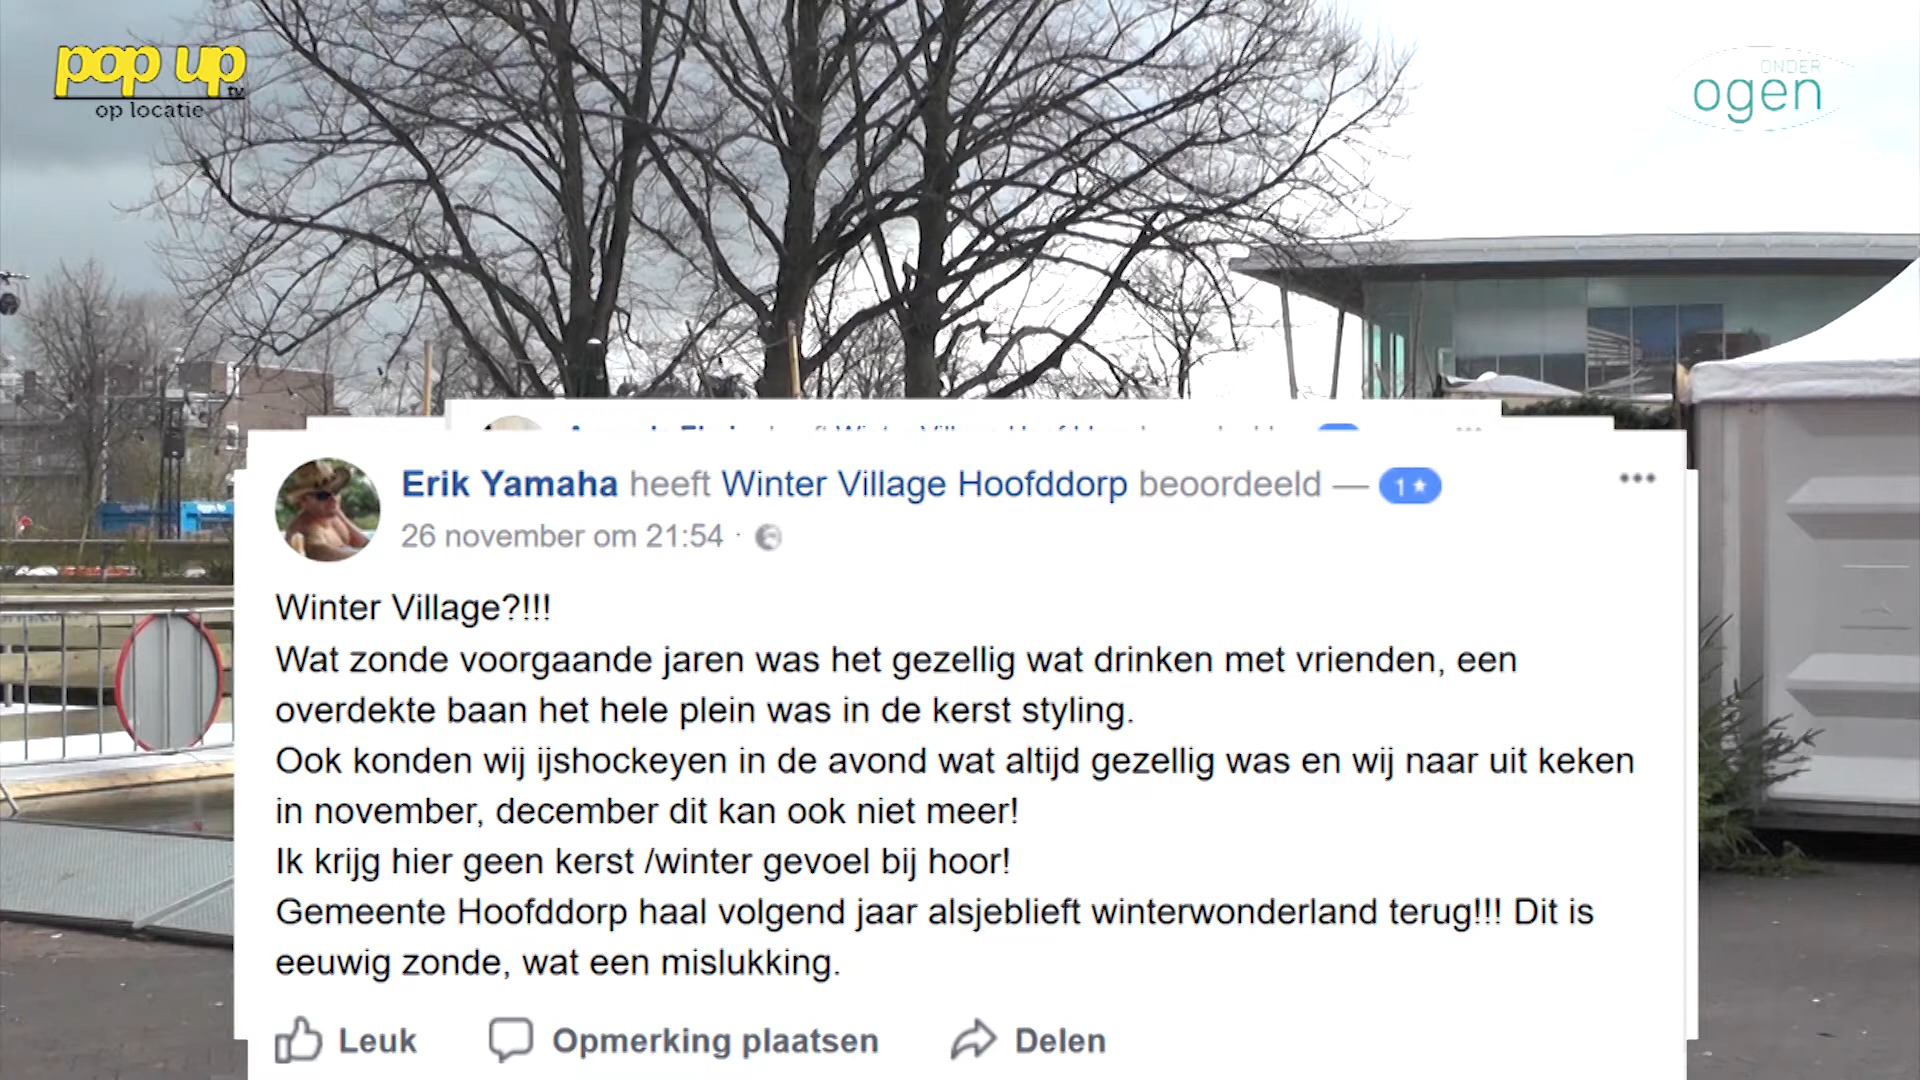 pop up
tv
op locatie
ONDER
ogen
Erik Yamaha heeft Winter Village Hoofddorp beoordeeld — 1★
26 november om 21:54 ·
Winter Village?!!!
Wat zonde voorgaande jaren was het gezellig wat drinken met vrienden, een
overdekte baan het hele plein was in de kerst styling.
Ook konden wij ijshockeyen in de avond wat altijd gezellig was en wij naar uit keken
in november, december dit kan ook niet meer!
Ik krijg hier geen kerst /winter gevoel bij hoor!
Gemeente Hoofddorp haal volgend jaar alsjeblieft winterwonderland terug!!! Dit is
eeuwig zonde, wat een mislukking.
Leuk Opmerking plaatsen Delen